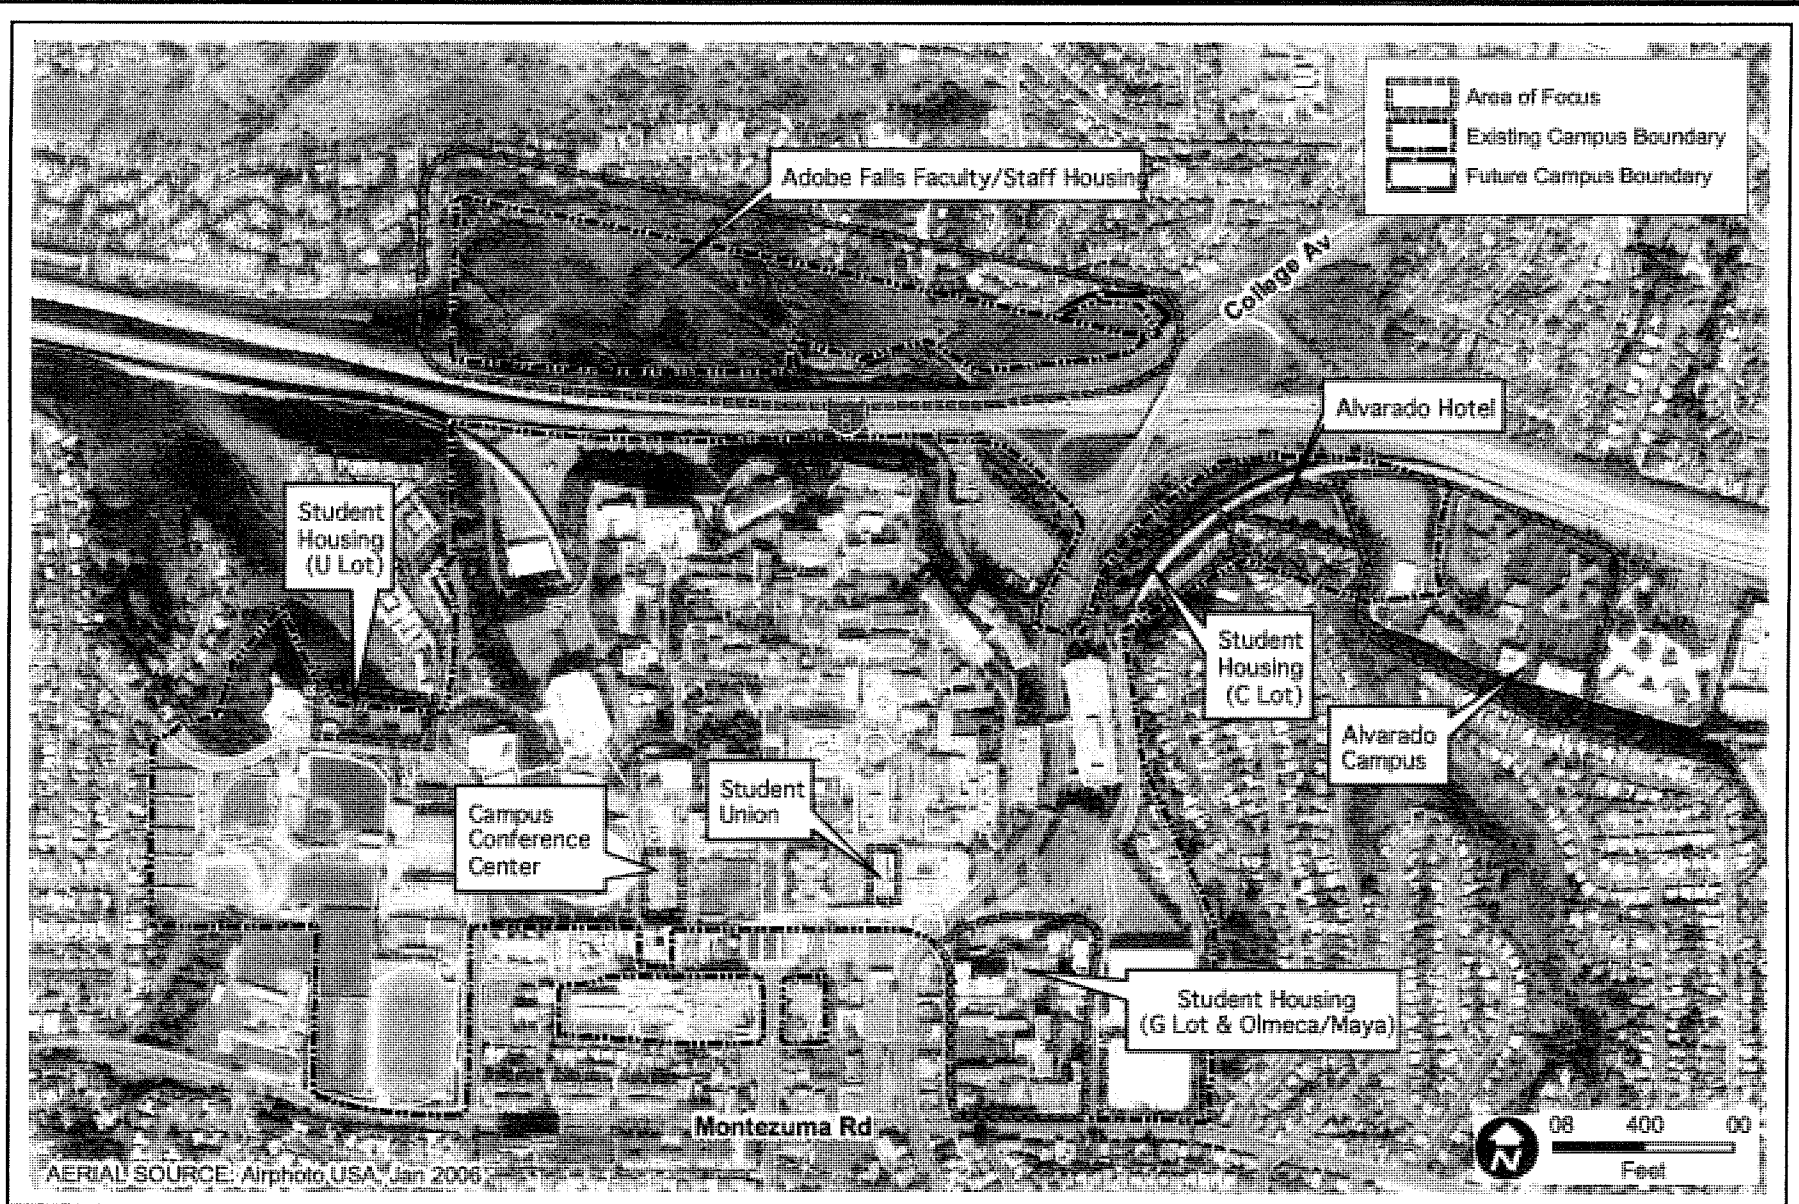 Area of Focus
Existing Campus Boundary
Future Campus Boundary
Adobe Falls Faculty/Staff Housing
College Av
Alvarado Hotel
Student
Housing
(U Lot)
Student
Housing
(C Lot)
Alvarado
Campus
Student
Union
Campus
Conference
Center
Student Housing
(G Lot & Olmeca/Maya)
Montezuma Rd
N
400
Feet
AERIAL SOURCE: Airphoto USA, Jan 2006